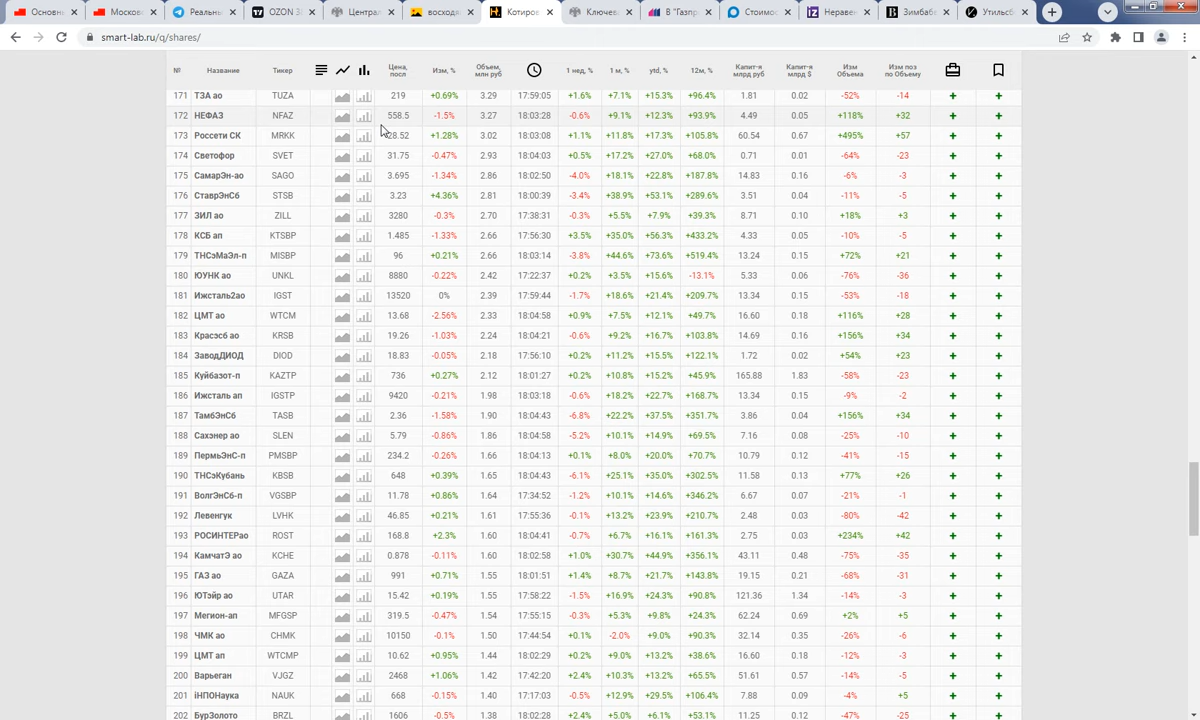 Основны
Москов
Реальны
OZON 3
Централ
восходя
Котиров
Ключев
В "Газпр
Стоимос
Неравен
Зимбаб
Утильсб
smart-lab.ru/q/shares/
№ Название Тикер Цена, посл Изм, % Объем, млн руб 1 нед, % 1 м, % ytd, % 12м, % Капит-я млрд руб Капит-я млрд $ Изм Объема Изм поз по Объему
171 ТЗА ао TUZA 219 +0.69% 3.29 17:59:05 +1.6% +7.1% +15.3% +96.4% 1.81 0.02 -52% -14 + +
172 НЕФАЗ NFAZ 558.5 -1.5% 3.27 18:03:28 -0.6% +9.1% +12.3% +93.9% 4.49 0.05 +118% +32 + +
173 Россети СК MRKK 28.52 +1.28% 3.02 18:03:08 +1.1% +11.8% +17.3% +105.8% 60.54 0.67 +495% +57 + +
174 Светофор SVET 31.75 -0.47% 2.93 18:04:03 +0.5% +17.2% +27.0% +68.0% 0.71 0.01 -64% -23 + +
175 СамарЭн-ао SAGO 3.695 -1.34% 2.86 18:02:50 -4.0% +18.1% +22.8% +187.8% 14.83 0.16 -6% -3 + +
176 СтаврЭнСб STSB 3.23 +4.36% 2.81 18:00:39 -3.4% +38.9% +53.1% +289.6% 3.51 0.04 -11% -5 + +
177 ЗИЛ ао ZILL 3280 -0.3% 2.70 17:38:31 -0.3% +5.5% +7.9% +39.3% 8.71 0.10 +18% +3 + +
178 КСБ ап KTSBP 1.485 -1.33% 2.66 17:56:30 +3.5% +35.0% +56.3% +433.2% 4.33 0.05 -10% -5 + +
179 ТНСэМаЭл-п MISBP 96 +0.21% 2.66 18:03:14 -3.8% +44.6% +73.6% +519.4% 13.24 0.15 +72% +21 + +
180 ЮУНК ао UNKL 8880 -0.22% 2.42 17:22:37 +0.2% +3.5% +15.6% -13.1% 5.33 0.06 -76% -36 + +
181 Ижсталь2ао IGST 13520 0% 2.39 17:59:44 -1.7% +18.6% +21.4% +209.7% 13.34 0.15 -53% -18 + +
182 ЦМТ ао WTCM 13.68 -2.56% 2.33 18:04:58 +0.9% +7.5% +12.1% +49.7% 16.60 0.18 +116% +28 + +
183 Красэсб ао KRSB 19.26 -1.03% 2.24 18:04:21 -0.6% +9.2% +16.7% +103.8% 14.69 0.16 +156% +34 + +
184 ЗаводДИОД DIOD 18.83 -0.05% 2.18 17:56:10 +0.2% +11.2% +15.5% +122.1% 1.72 0.02 +54% +23 + +
185 Куйбазот-п KAZTP 736 +0.27% 2.12 18:01:27 +0.2% +10.8% +15.2% +45.9% 165.88 1.83 -58% -23 + +
186 Ижсталь ап IGSTP 9420 -0.21% 1.98 18:03:18 -0.6% +18.2% +22.7% +168.7% 13.34 0.15 -9% -2 + +
187 ТамбЭнСб TASB 2.36 -1.58% 1.90 18:04:43 -6.8% +22.2% +37.5% +351.7% 3.86 0.04 +156% +34 + +
188 Сахэнер ао SLEN 5.79 -0.86% 1.86 18:04:58 -5.2% +10.1% +14.9% +69.5% 7.16 0.08 -25% -10 + +
189 ПермьЭнС-п PMSBP 234.2 -0.26% 1.66 18:04:13 +0.1% +8.0% +20.0% +70.7% 10.79 0.12 -41% -15 + +
190 ТНСэКубань KBSB 648 +0.39% 1.65 18:04:43 -6.1% +25.1% +35.0% +302.5% 11.58 0.13 +77% +26 + +
191 ВолгЭнСб-п VGSBP 11.78 +0.86% 1.64 17:34:52 -1.2% +10.1% +14.6% +346.2% 6.67 0.07 -21% -1 + +
192 Левенгук LVHK 46.85 +0.21% 1.61 17:55:36 -0.1% +13.2% +23.9% +210.7% 2.48 0.03 -80% -42 + +
193 РОСИНТЕРао ROST 168.8 +2.3% 1.60 18:04:41 -0.7% +6.7% +16.1% +161.3% 2.75 0.03 +234% +42 + +
194 КамчатЭ ао KCHE 0.878 -0.11% 1.60 18:02:58 +1.0% +30.7% +44.9% +356.1% 43.11 0.48 -75% -35 + +
195 ГАЗ ао GAZA 991 +0.71% 1.55 18:01:51 +1.4% +8.7% +21.7% +143.8% 19.15 0.21 -68% -31 + +
196 ЮТэйр ао UTAR 15.42 +0.19% 1.55 17:58:22 -1.5% +16.9% +24.3% +90.8% 121.36 1.34 -14% -3 + +
197 Мегион-ап MFGSP 319.5 -0.47% 1.54 17:55:15 -0.3% +5.3% +9.8% +24.3% 62.24 0.69 +2% +5 + +
198 ЧМК ао CHMK 10150 -0.1% 1.50 17:44:54 +0.1% -2.0% +9.0% +90.3% 32.14 0.35 -26% -6 + +
199 ЦМТ ап WTCMP 10.62 +0.95% 1.44 18:02:29 +0.2% +9.0% +13.2% +38.6% 16.60 0.18 -12% -3 + +
200 Варьеган VJGZ 2468 +1.06% 1.42 17:42:20 +2.4% +10.3% +13.2% +65.5% 51.61 0.57 -14% -5 + +
201 iНПОНаука NAUK 668 -0.15% 1.40 17:17:03 -0.5% +12.9% +29.5% +106.4% 7.88 0.09 -4% +5 + +
202 БурЗолото BRZL 1606 -0.5% 1.38 18:02:28 +2.4% +5.0% +6.1% +53.1% 11.25 0.12 -47% -25 + +